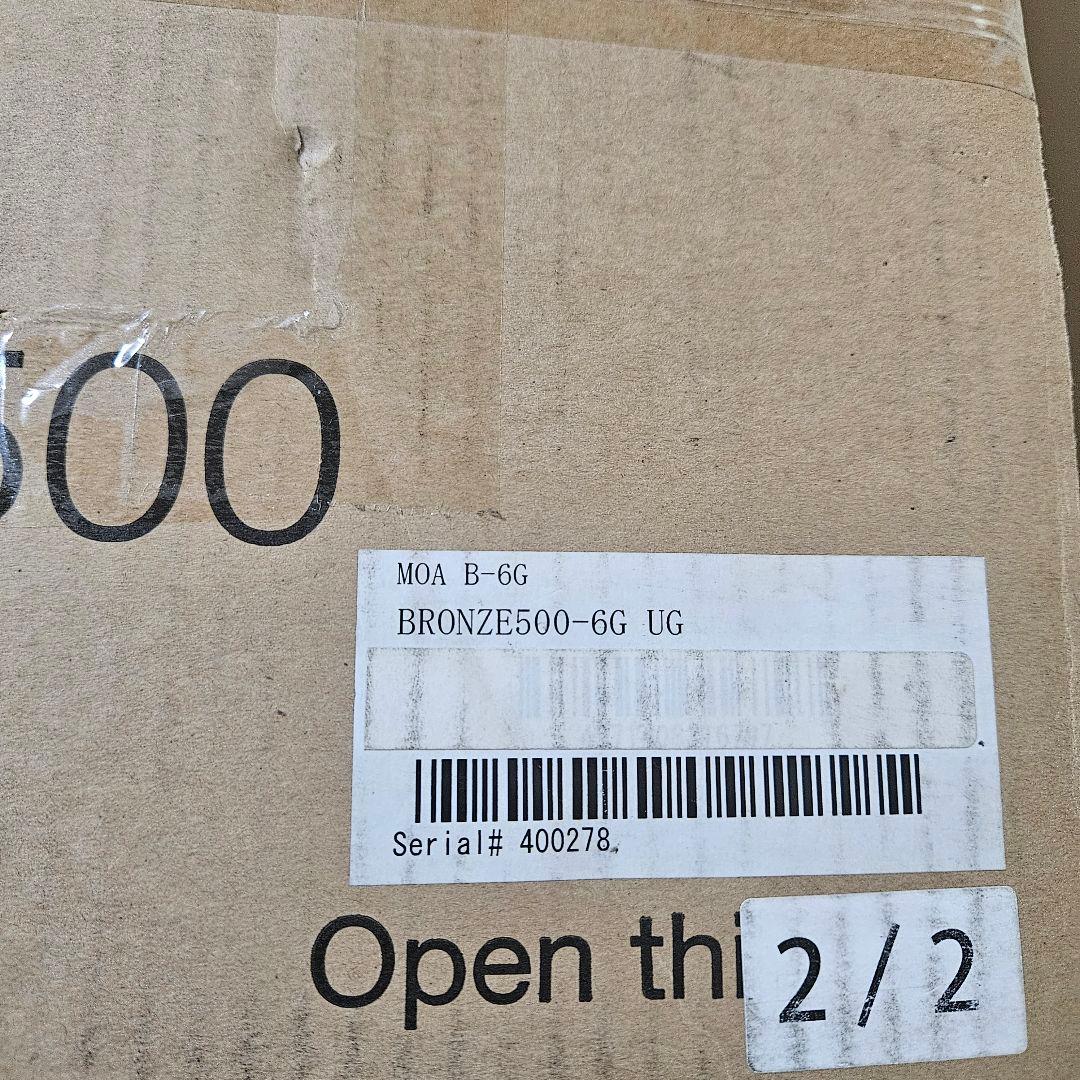 500
MOA B-6G
BRONZE500-6G UG
Serial# 400278
Open thi
2/2